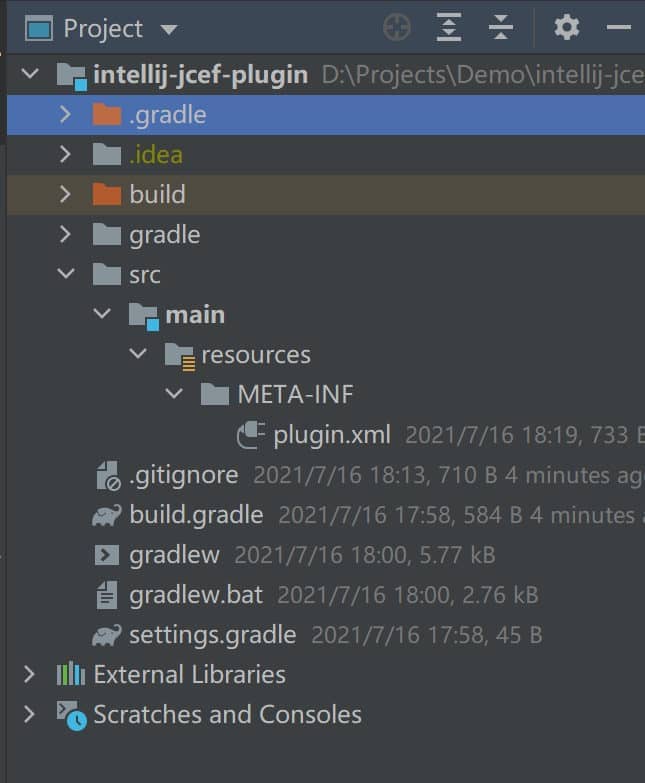 Project
intellij-jcef-plugin D:\Projects\Demo\intellij-jce
.gradle
.idea
build
gradle
src
main
resources
META-INF
plugin.xml 2021/7/16 18:19, 733 B
.gitignore 2021/7/16 18:13, 710 B 4 minutes ag
build.gradle 2021/7/16 17:58, 584 B 4 minutes a
gradlew 2021/7/16 18:00, 5.77 kB
gradlew.bat 2021/7/16 18:00, 2.76 kB
settings.gradle 2021/7/16 17:58, 45 B
External Libraries
Scratches and Consoles